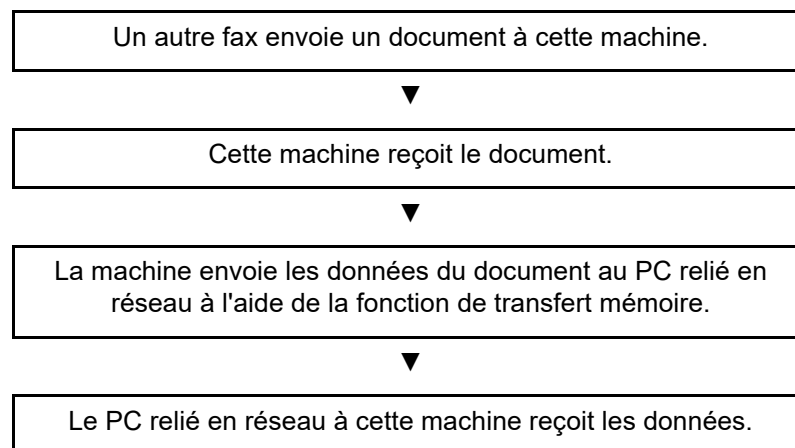 Un autre fax envoie un document à cette machine.
▼
Cette machine reçoit le document.
▼
La machine envoie les données du document au PC relié en
réseau à l'aide de la fonction de transfert mémoire.
▼
Le PC relié en réseau à cette machine reçoit les données.